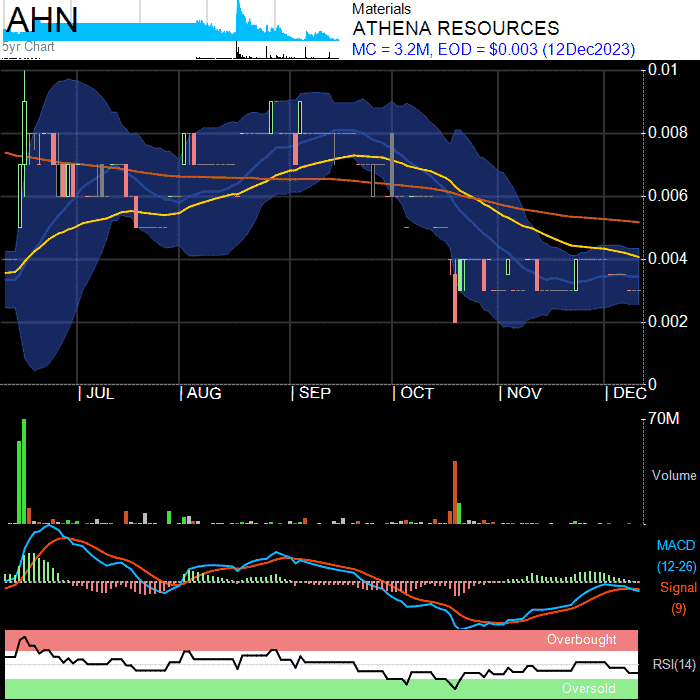 AHN
5yr Chart
Materials
ATHENA RESOURCES
MC = 3.2M, EOD = $0.003 (12Dec2023)
0.01
0.008
0.006
0.004
0.002
0
| JUL | AUG | SEP | OCT | NOV | DEC
70M
Volume
MACD
(12-26)
Signal
(9)
Overbought
RSI(14)
Oversold